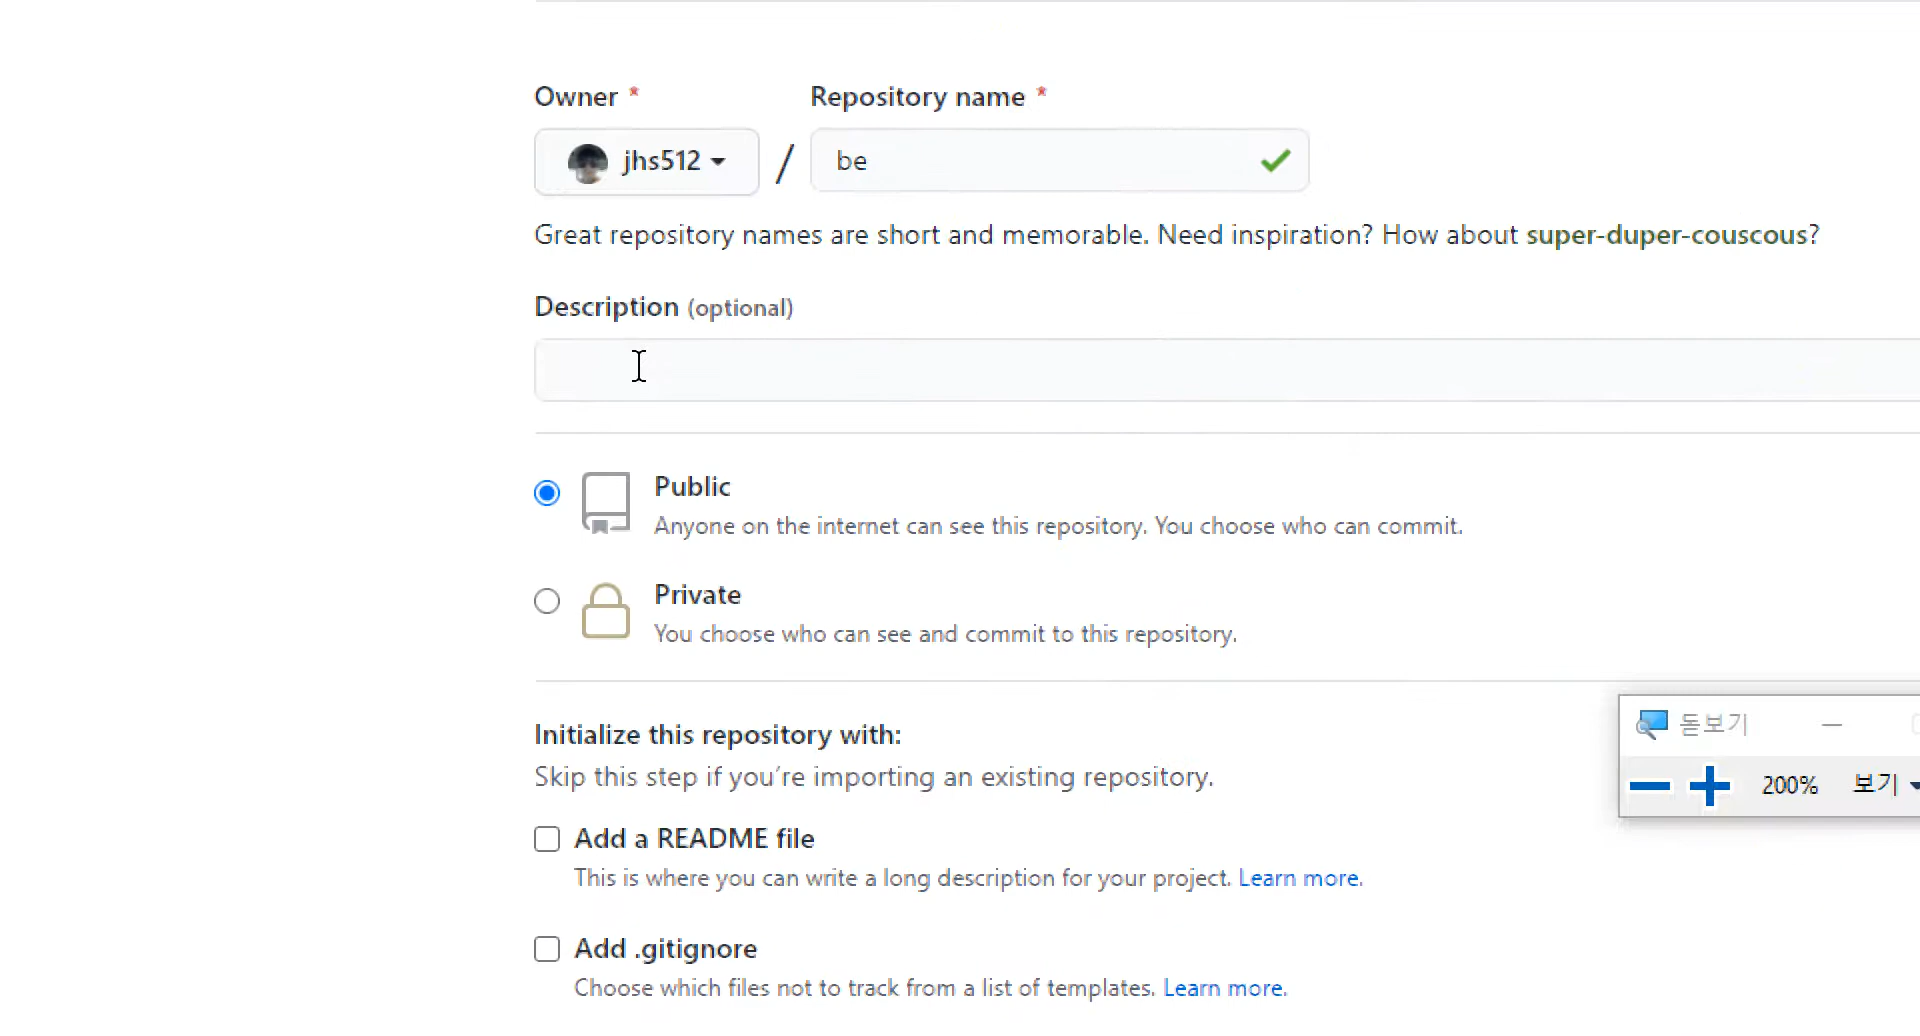 Owner *
Repository name *
jhs512 / be
Great repository names are short and memorable. Need inspiration? How about super-duper-couscous?
Description (optional)
Public
Anyone on the internet can see this repository. You choose who can commit.
Private
You choose who can see and commit to this repository.
Initialize this repository with:
Skip this step if you're importing an existing repository.
돋보기
200% 보기
Add a README file
This is where you can write a long description for your project. Learn more.
Add .gitignore
Choose which files not to track from a list of templates. Learn more.